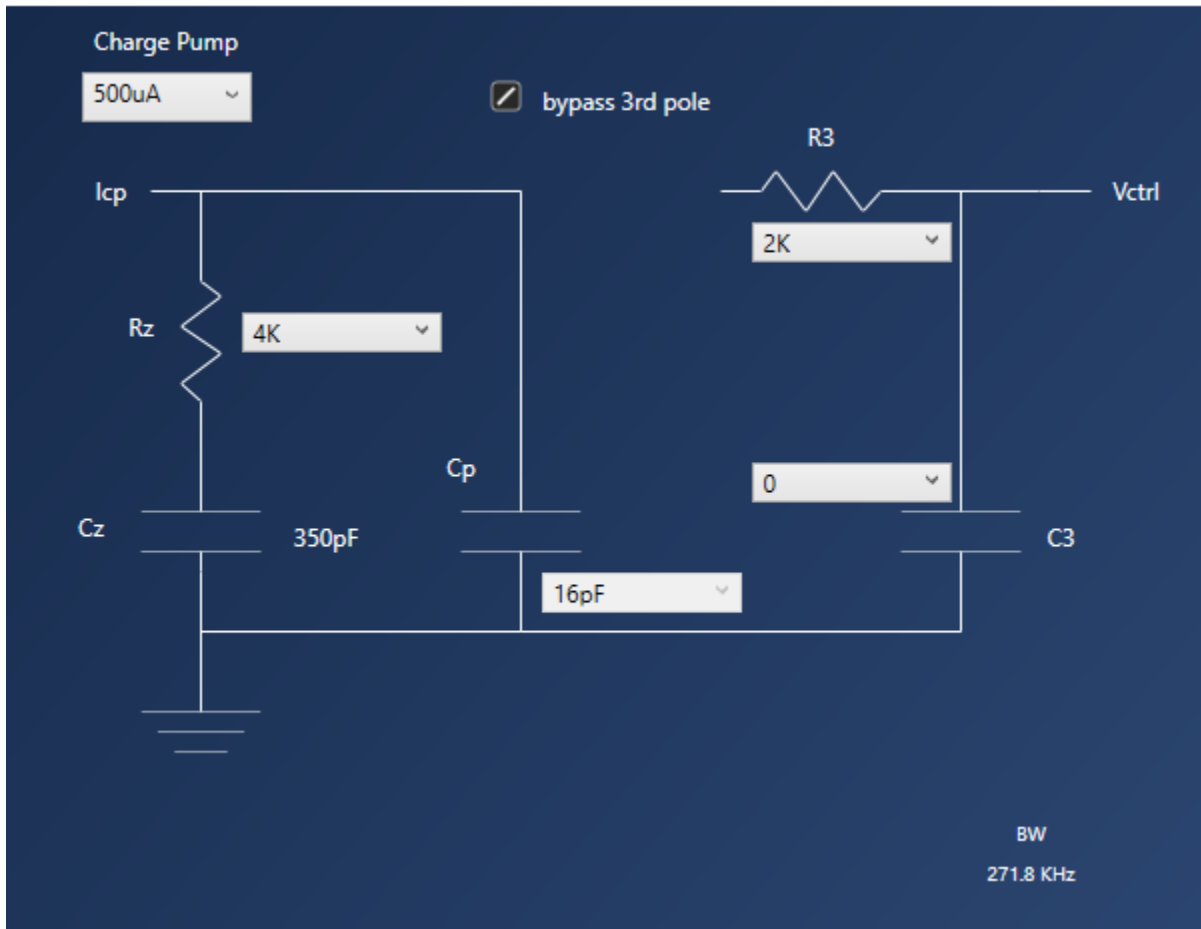 Charge Pump
500uA
bypass 3rd pole
R3
Icp
Vctrl
2K
Rz
4K
Cp
0
Cz
350pF
C3
16pF
BW
271.8 KHz